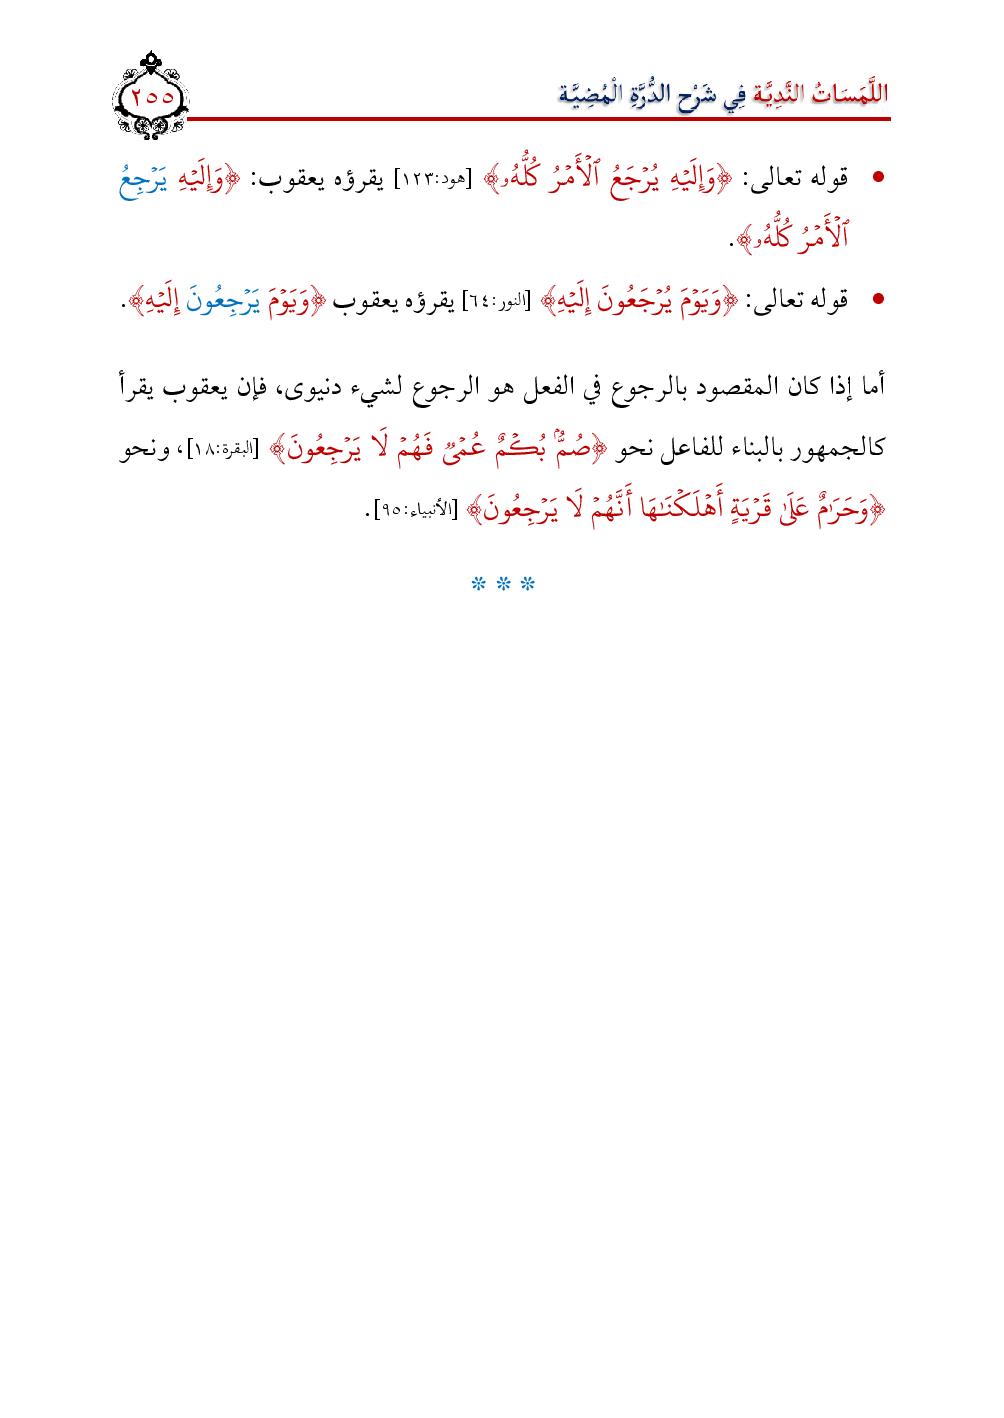 اللَّمَسَاتُ النَّدِيَّة فِي شَرْح الدُّرَّةِ الْمُضِيَّة
٢٥٥
• قوله تعالى: ﴿وَإِلَيۡهِ يُرۡجَعُ ٱلۡأَمۡرُ كُلُّهُۥ﴾ [هود:١٢٣] يقرؤه يعقوب: ﴿وَإِلَيۡهِ يَرۡجِعُ
ٱلۡأَمۡرُ كُلُّهُۥ﴾.
• قوله تعالى: ﴿وَيَوۡمَ يُرۡجَعُونَ إِلَيۡهِ﴾ [النور:٦٤] يقرؤه يعقوب ﴿وَيَوۡمَ يَرۡجِعُونَ إِلَيۡهِ﴾.
أما إذا كان المقصود بالرجوع في الفعل هو الرجوع لشيء دنيوى، فإن يعقوب يقرأ
كالجمهور بالبناء للفاعل نحو ﴿صُمُّۢ بُكۡمٌ عُمۡيٞ فَهُمۡ لَا يَرۡجِعُونَ﴾ [البقرة:١٨]، ونحو
﴿وَحَرَٰمٌ عَلَىٰ قَرۡيَةٍ أَهۡلَكۡنَٰهَا أَنَّهُمۡ لَا يَرۡجِعُونَ﴾ [الأنبياء:٩٥].
* * *